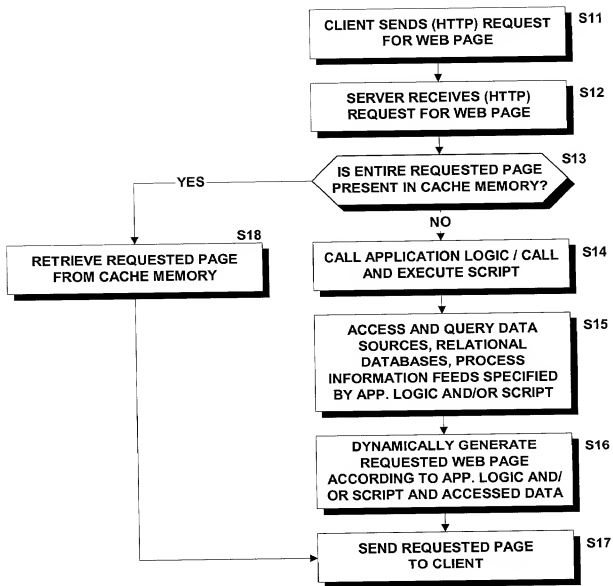 S11
CLIENT SENDS (HTTP) REQUEST
FOR WEB PAGE
S12
SERVER RECEIVES (HTTP)
REQUEST FOR WEB PAGE
S13
IS ENTIRE REQUESTED PAGE
PRESENT IN CACHE MEMORY?
YES
NO
S18
RETRIEVE REQUESTED PAGE
FROM CACHE MEMORY
S14
CALL APPLICATION LOGIC / CALL
AND EXECUTE SCRIPT
S15
ACCESS AND QUERY DATA
SOURCES, RELATIONAL
DATABASES, PROCESS
INFORMATION FEEDS SPECIFIED
BY APP. LOGIC AND/OR SCRIPT
S16
DYNAMICALLY GENERATE
REQUESTED WEB PAGE
ACCORDING TO APP. LOGIC AND/
OR SCRIPT AND ACCESSED DATA
S17
SEND REQUESTED PAGE
TO CLIENT